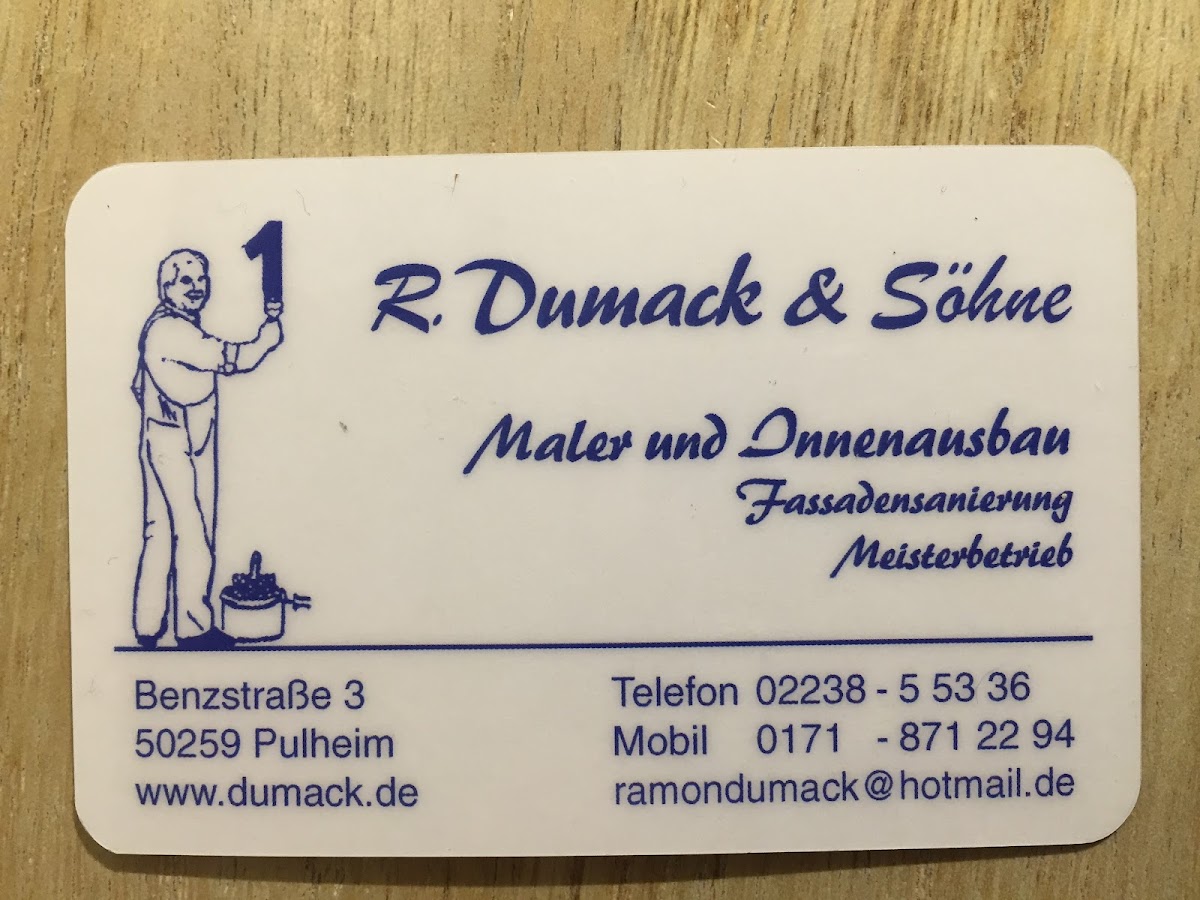 1
R. Dumack & Söhne
Maler und Innenausbau
Fassadensanierung
Meisterbetrieb
Benzstraße 3
50259 Pulheim
www.dumack.de
Telefon 02238 - 5 53 36
Mobil 0171 - 871 22 94
ramondumack@hotmail.de